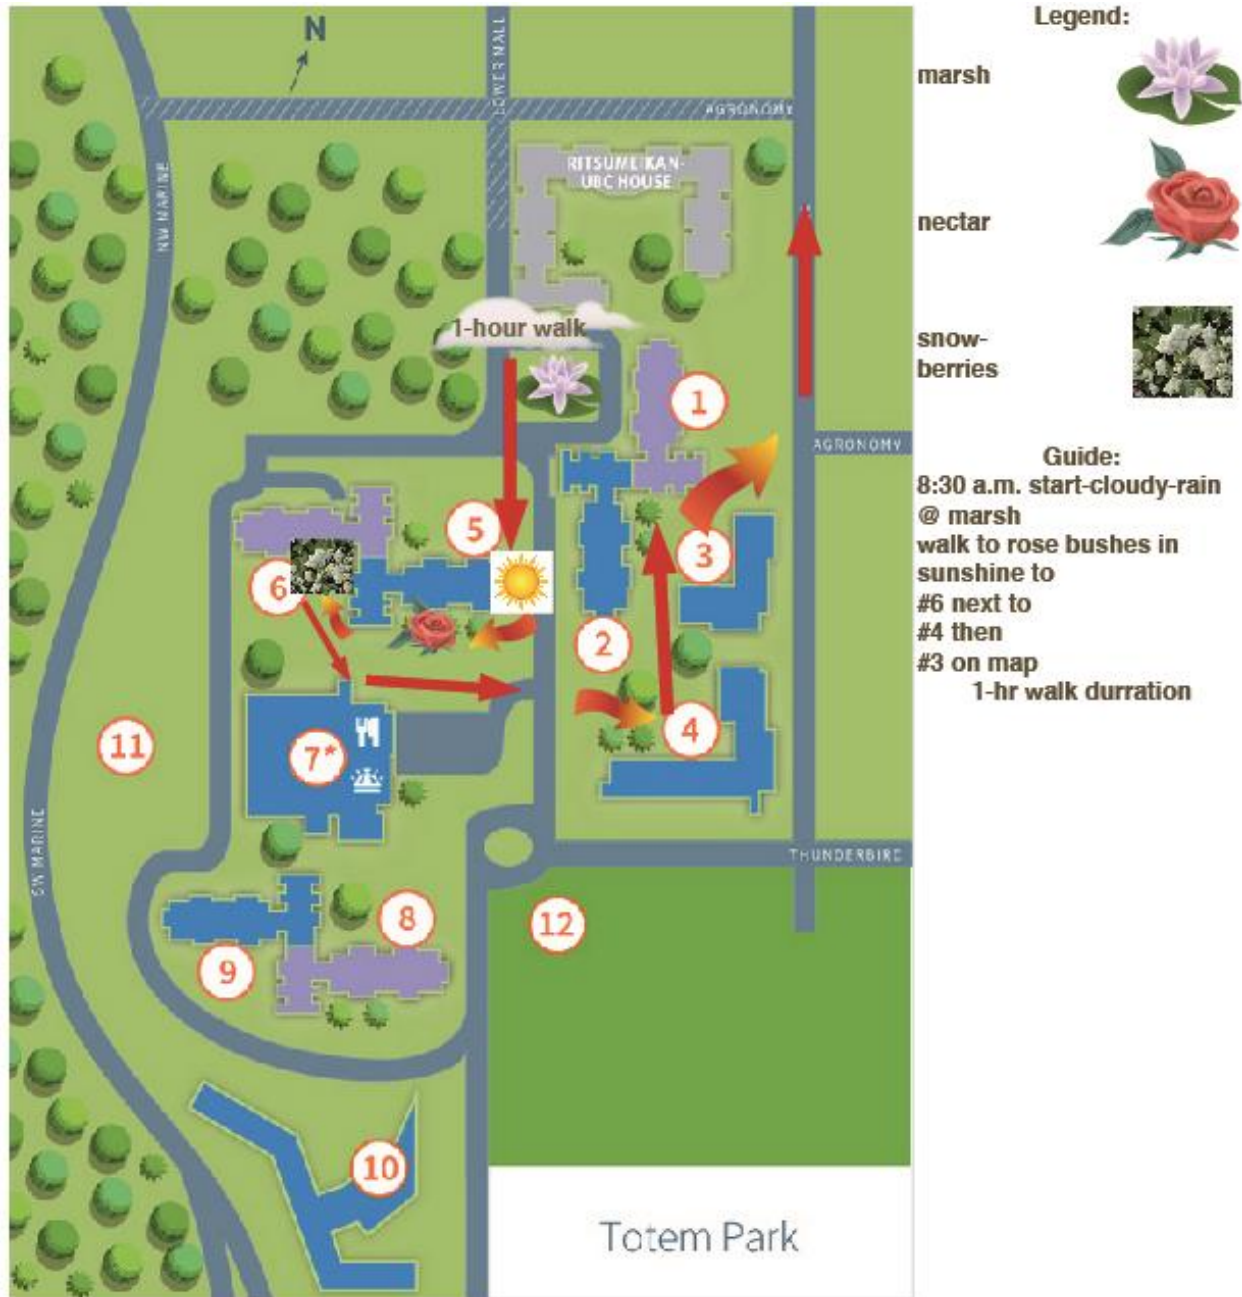 N
LOWER MALL
AGRONOMY
NW MARINE
RITSUMEIKAN-
UBC HOUSE
1-hour walk
1
AGRONOMY
5
3
6
2
4
11
7*
SW MARINE
THUNDERBIRD
8
12
9
10
Totem Park
Legend:
marsh
nectar
snow-
berries
Guide:
8:30 a.m. start-cloudy-rain
@ marsh
walk to rose bushes in
sunshine to
#6 next to
#4 then
#3 on map
1-hr walk durration